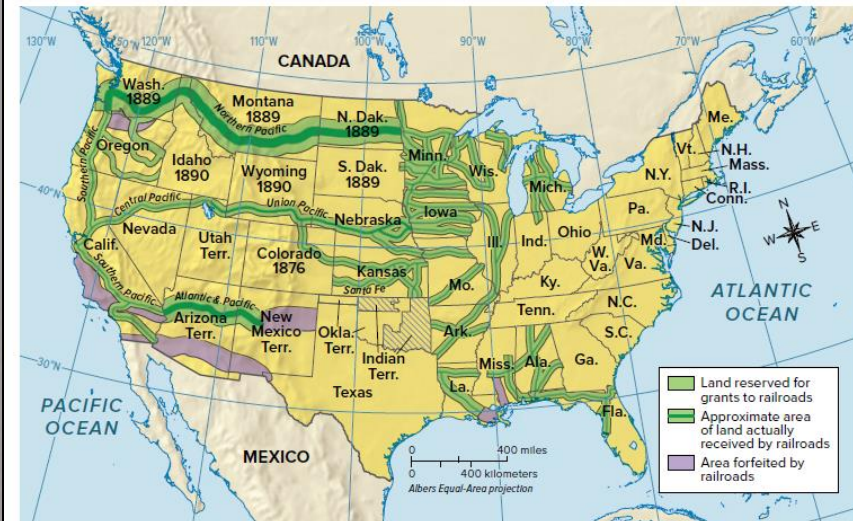 130°W
50°N
120°W
110°W
100°W
90°W
80°W
70°W
60°W
CANADA
Wash.
1889
Montana
1889
N. Dak.
1889
Northern Pacific
Minn.
Me.
Vt.
N.H.
Mass.
Oregon
Idaho
1890
Wyoming
1890
S. Dak.
1889
Wis.
Mich.
N.Y.
R.I.
Conn.
Southern Pacific
40°N
Central Pacific
Union Pacific
Nebraska
Iowa
Pa.
N.J.
Del.
Md.
N
E
S
W
Nevada
Calif.
Utah
Terr.
Colorado
1876
Kansas
Ill.
Ind.
Ohio
W.
Va.
Va.
Mo.
Ky.
Southern Pacific
Santa Fe
Atlantic & Pacific
Arizona
Terr.
New
Mexico
Terr.
Okla.
Terr.
Indian
Terr.
Ark.
Tenn.
N.C.
S.C.
ATLANTIC
OCEAN
30°N
Texas
La.
Miss.
Ala.
Ga.
Fla.
PACIFIC
OCEAN
MEXICO
0
400 miles
0
400 kilometers
Albers Equal-Area projection
Land reserved for
grants to railroads
Approximate area
of land actually
received by railroads
Area forfeited by
railroads